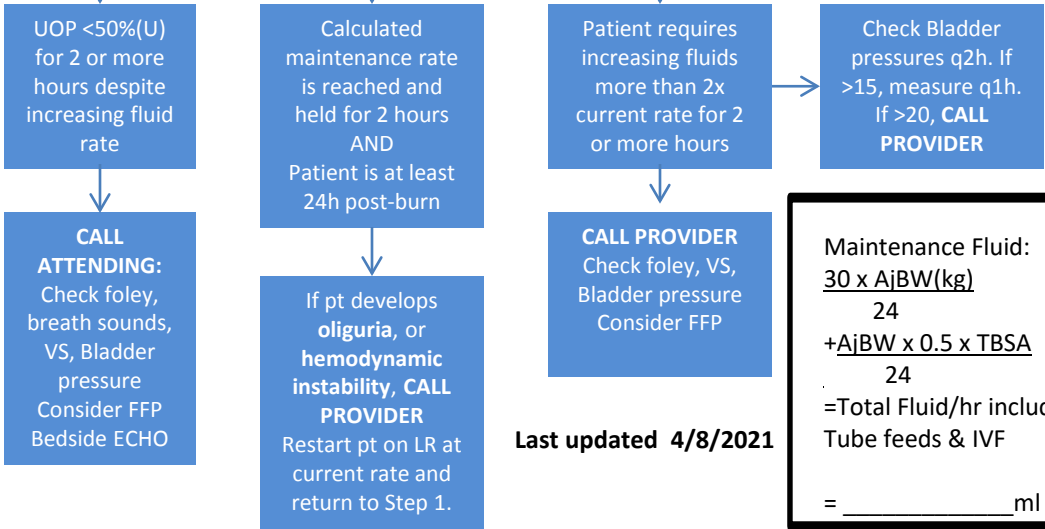 UOP <50%(U)
for 2 or more
hours despite
increasing fluid
rate
CALL
ATTENDING:
Check foley,
breath sounds,
VS, Bladder
pressure
Consider FFP
Bedside ECHO
Calculated
maintenance rate
is reached and
held for 2 hours
AND
Patient is at least
24h post-burn
If pt develops
oliguria, or
hemodynamic
instability, CALL
PROVIDER
Restart pt on LR at
current rate and
return to Step 1.
Patient requires
increasing fluids
more than 2x
current rate for 2
or more hours
CALL PROVIDER
Check foley, VS,
Bladder pressure
Consider FFP
Check Bladder
pressures q2h. If
>15, measure q1h.
If >20, CALL
PROVIDER
Last updated 4/8/2021
Maintenance Fluid:
30 x AjBW(kg)
24
+AjBW x 0.5 x TBSA
24
=Total Fluid/hr includ
Tube feeds & IVF
= _____________ml